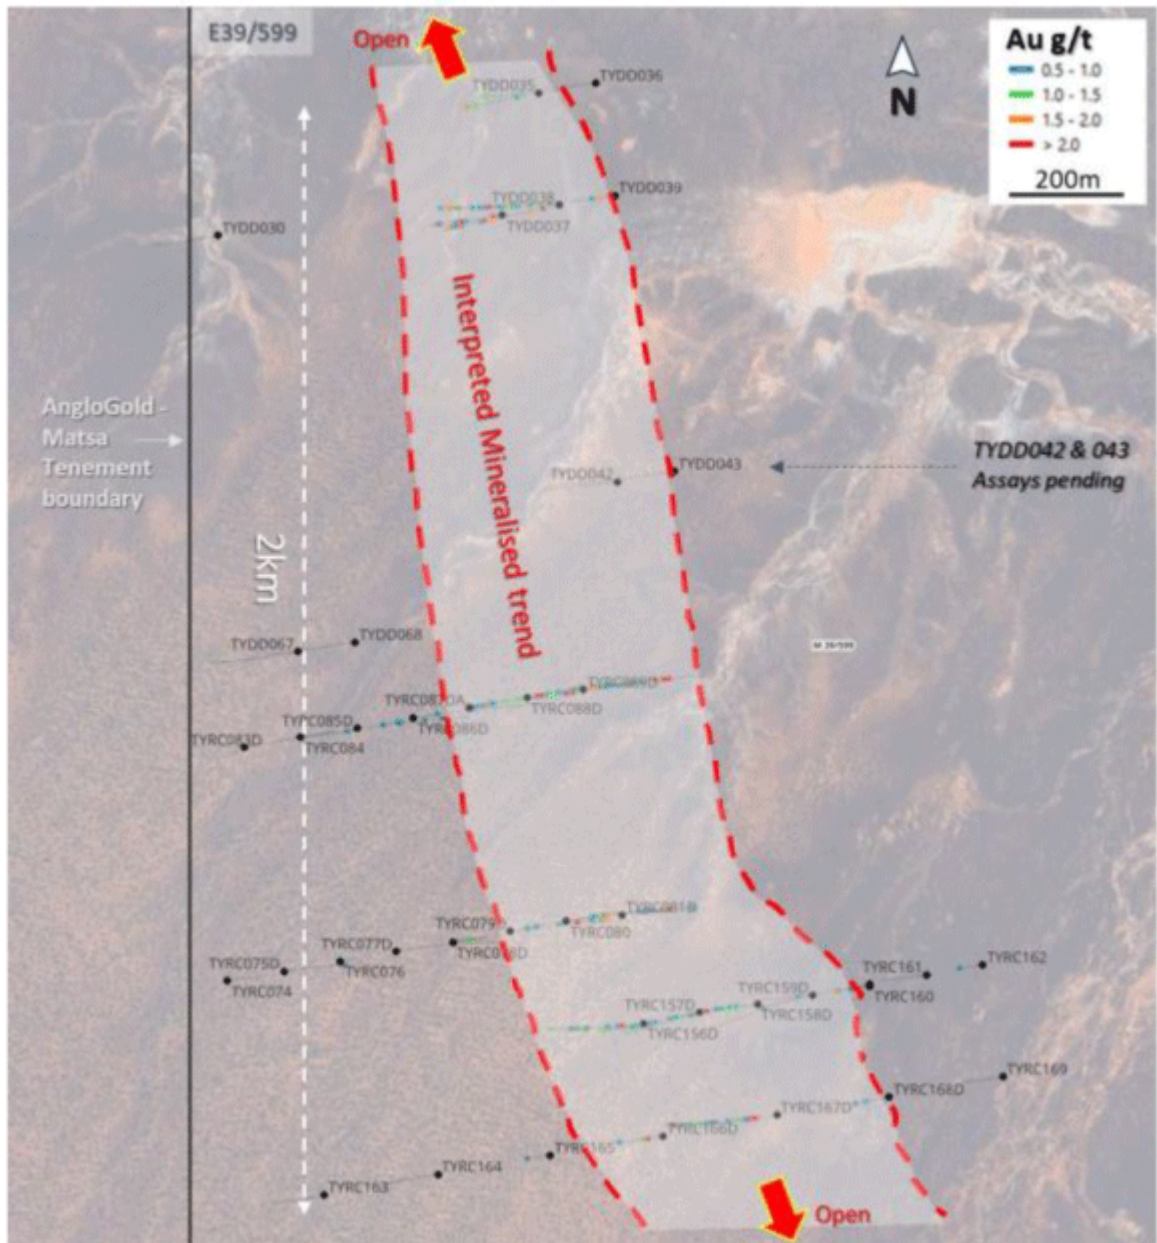 E39/599
Open
TYDD036
TYDD035
N
Au g/t
0.5 - 1.0
1.0 - 1.5
1.5 - 2.0
> 2.0
200m
TYDD039
TYDD038
TYDD037
TYDD030
Interpreted Mineralised trend
AngloGold -
Matsa
Tenement
boundary
TYDD043
TYDD042
TYDD042 & 043
Assays pending
2km
TYDD068
TYDD067
TYRC088D
TYRC085D
TYRC083D
TYRC084
TYRC079
TYRC080
TYRC077D
TYRC075D
TYRC076
TYRC074
TYRC162
TYRC161
TYRC160
TYRC159D
TYRC158D
TYRC157D
TYRC156D
TYRC169
TYRC168D
TYRC167D
TYRC166D
TYRC165
TYRC164
TYRC163
Open